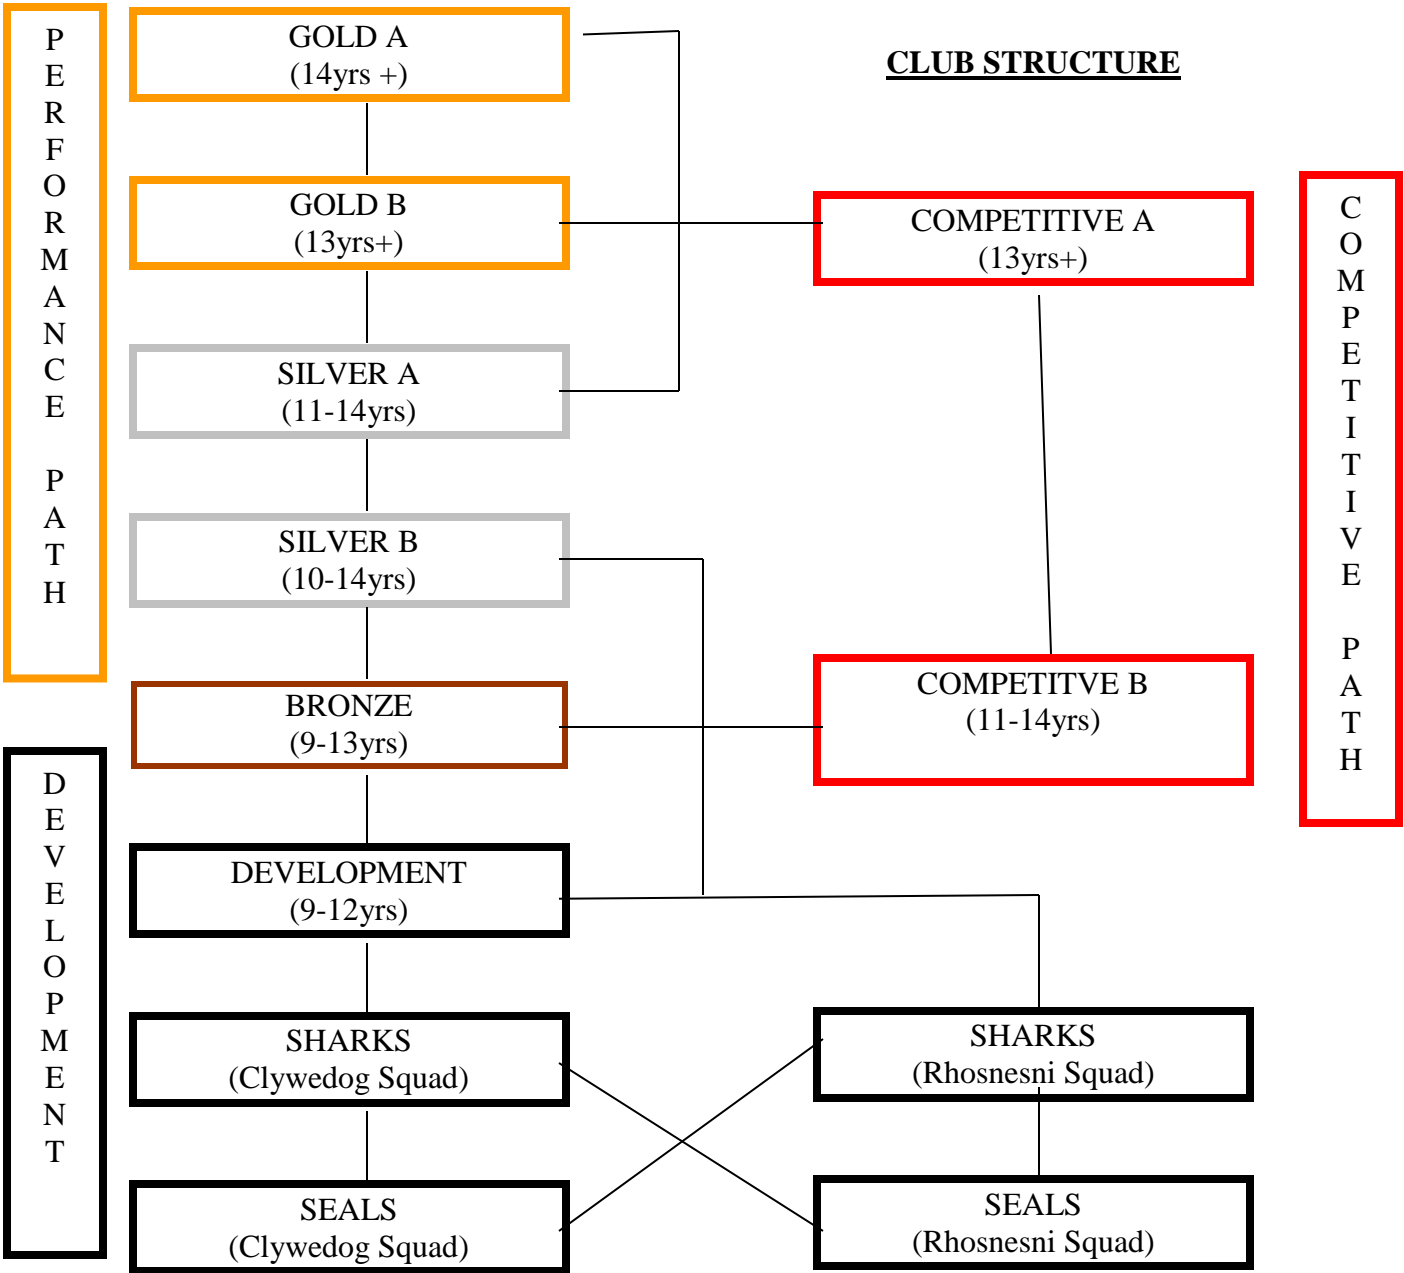 CLUB STRUCTURE
PERFORMANCE PATH
GOLD A
(14yrs +)
GOLD B
(13yrs+)
SILVER A
(11-14yrs)
SILVER B
(10-14yrs)
BRONZE
(9-13yrs)
COMPETITIVE A
(13yrs+)
COMPETITVE B
(11-14yrs)
COMPETITIVE PATH
DEVELOPMENT
DEVELOPMENT
(9-12yrs)
SHARKS
(Clywedog Squad)
SEALS
(Clywedog Squad)
SHARKS
(Rhosnesni Squad)
SEALS
(Rhosnesni Squad)